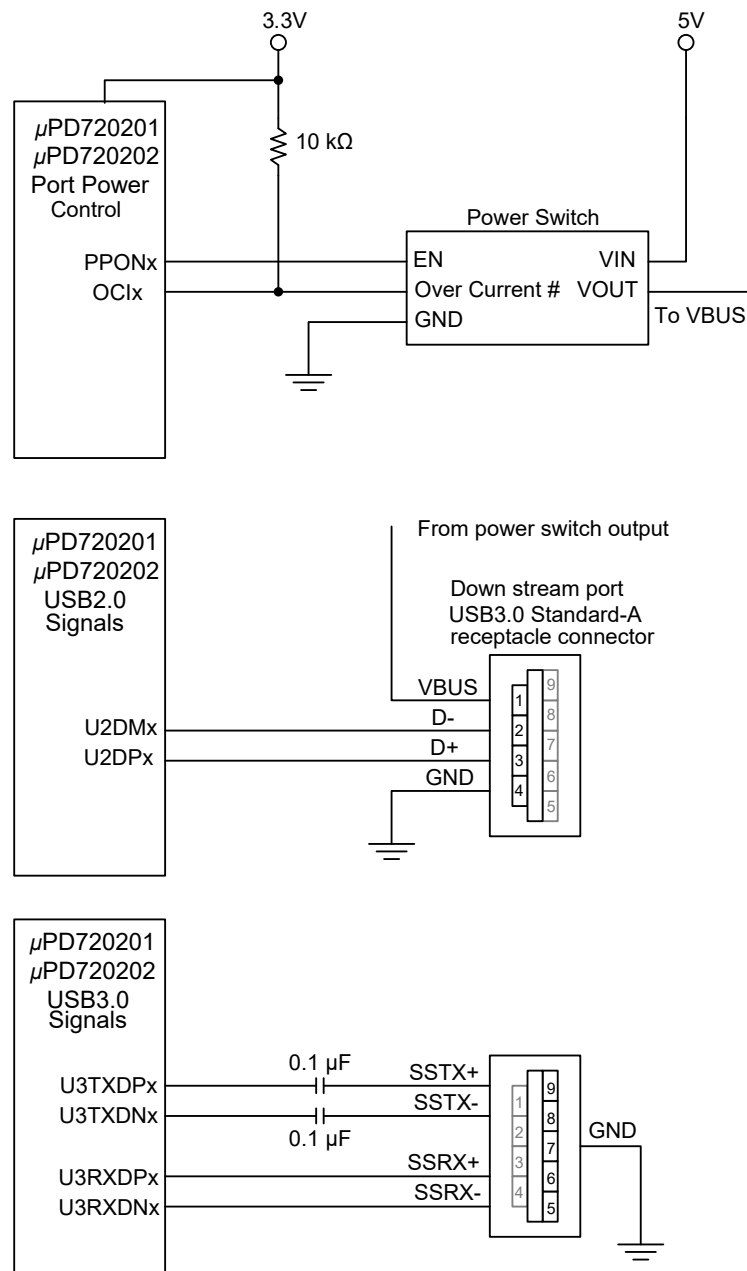 3.3V
5V
µPD720201
µPD720202
Port Power
Control
10 kΩ
Power Switch
PPONx
OCIx
EN
VIN
Over Current #
VOUT
GND
To VBUS
µPD720201
µPD720202
USB2.0
Signals
From power switch output
Down stream port
USB3.0 Standard-A
receptacle connector
U2DMx
U2DPx
VBUS
D-
D+
GND
1
2
3
4
9
8
7
6
5
µPD720201
µPD720202
USB3.0
Signals
U3TXDPx
U3TXDNx
U3RXDPx
U3RXDNx
0.1 µF
0.1 µF
SSTX+
SSTX-
SSRX+
SSRX-
1
2
3
4
9
8
7
6
5
GND